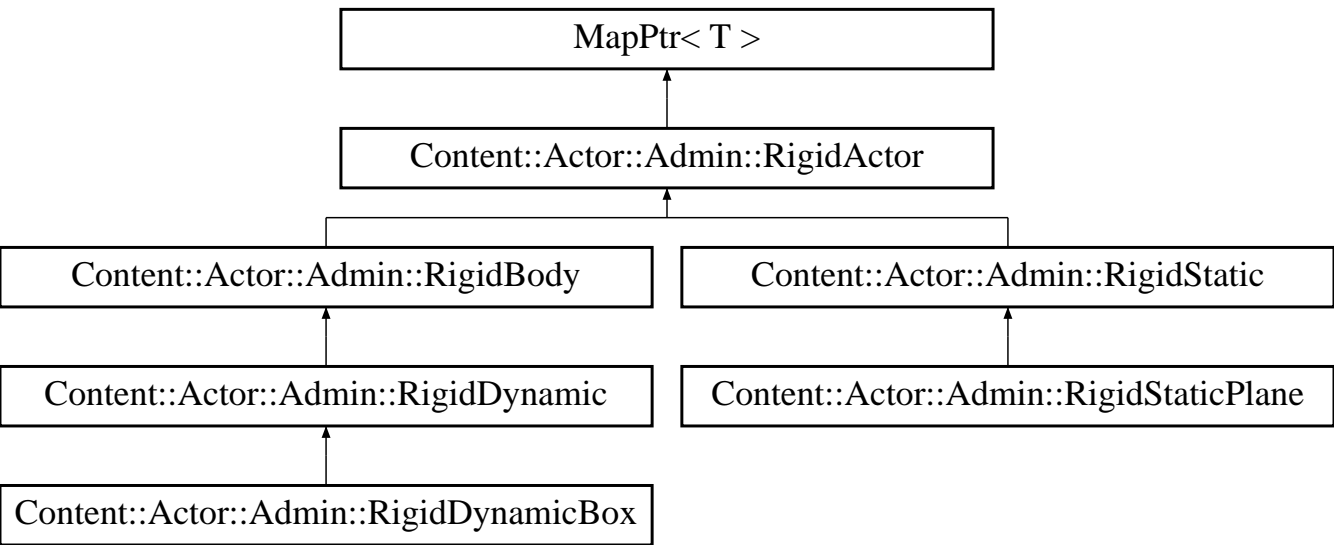 MapPtr< T >
Content::Actor::Admin::RigidActor
Content::Actor::Admin::RigidBody
Content::Actor::Admin::RigidStatic
Content::Actor::Admin::RigidDynamic
Content::Actor::Admin::RigidStaticPlane
Content::Actor::Admin::RigidDynamicBox